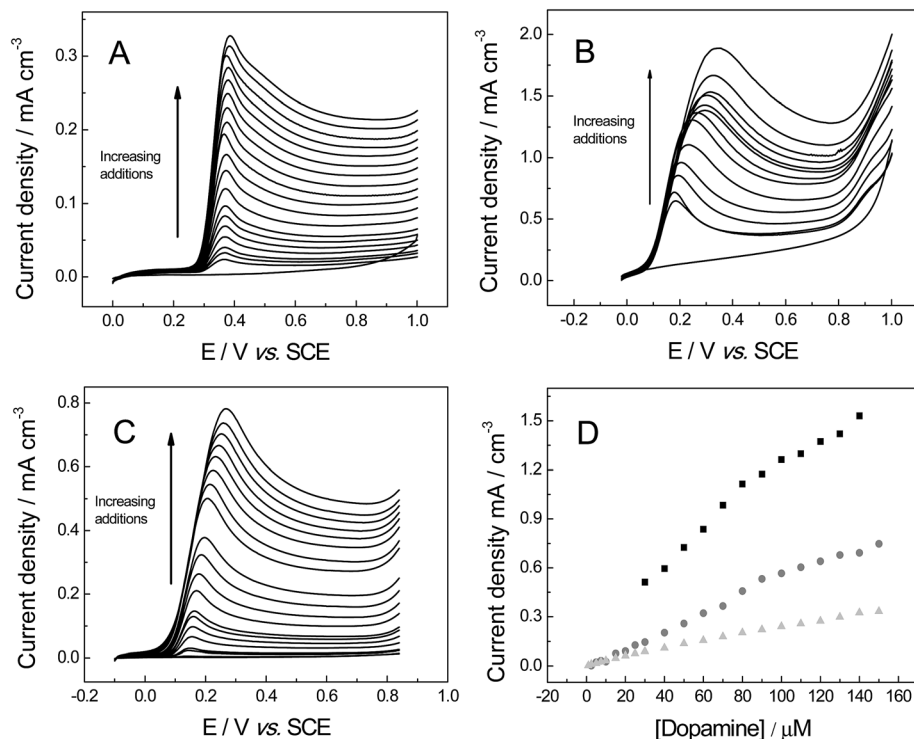 A
Current density / mA cm⁻³
0.3
0.2
0.1
0.0
Increasing
additions
0.0 0.2 0.4 0.6 0.8 1.0
E / V vs. SCE
B
Current density / mA cm⁻³
2.0
1.5
1.0
0.5
0.0
Increasing
additions
-0.2 0.0 0.2 0.4 0.6 0.8 1.0
E / V vs. SCE
C
Current density / mA cm⁻³
0.8
0.6
0.4
0.2
0.0
Increasing
additions
-0.2 0.0 0.2 0.4 0.6 0.8 1.0
E / V vs. SCE
D
Current density mA / cm⁻³
1.5
1.2
0.9
0.6
0.3
0.0
-20 0 20 40 60 80 100 120 140 160
[Dopamine] / μM